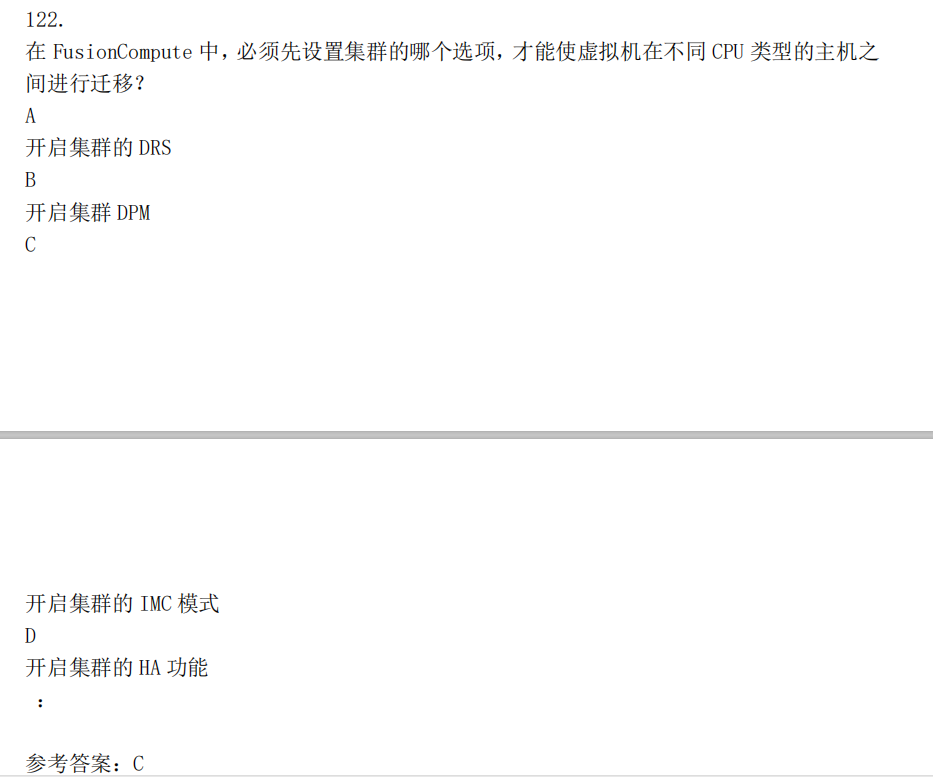 122.
在 FusionCompute 中，必须先设置集群的哪个选项，才能使虚拟机在不同 CPU 类型的主机之
间进行迁移？
A
开启集群的 DRS
B
开启集群 DPM
C
开启集群的 IMC 模式
D
开启集群的 HA 功能
：
参考答案：C